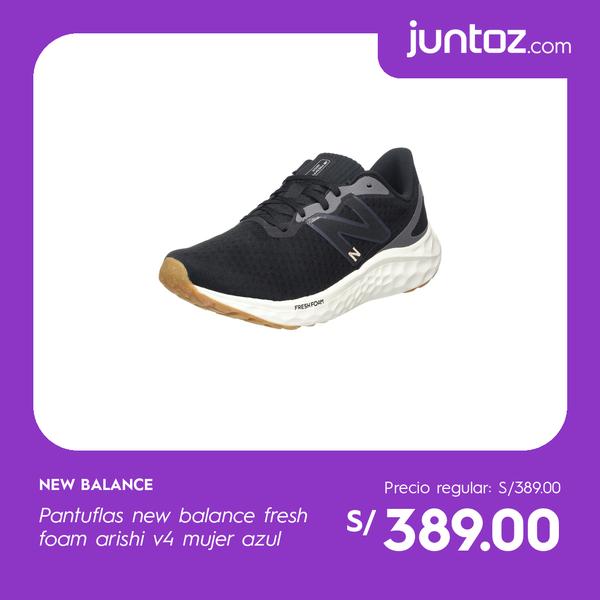 juntoz.com
N
FRESH FOAM
NEW BALANCE
Pantuflas new balance fresh
foam arishi v4 mujer azul
Precio regular: S/389.00
S/ 389.00